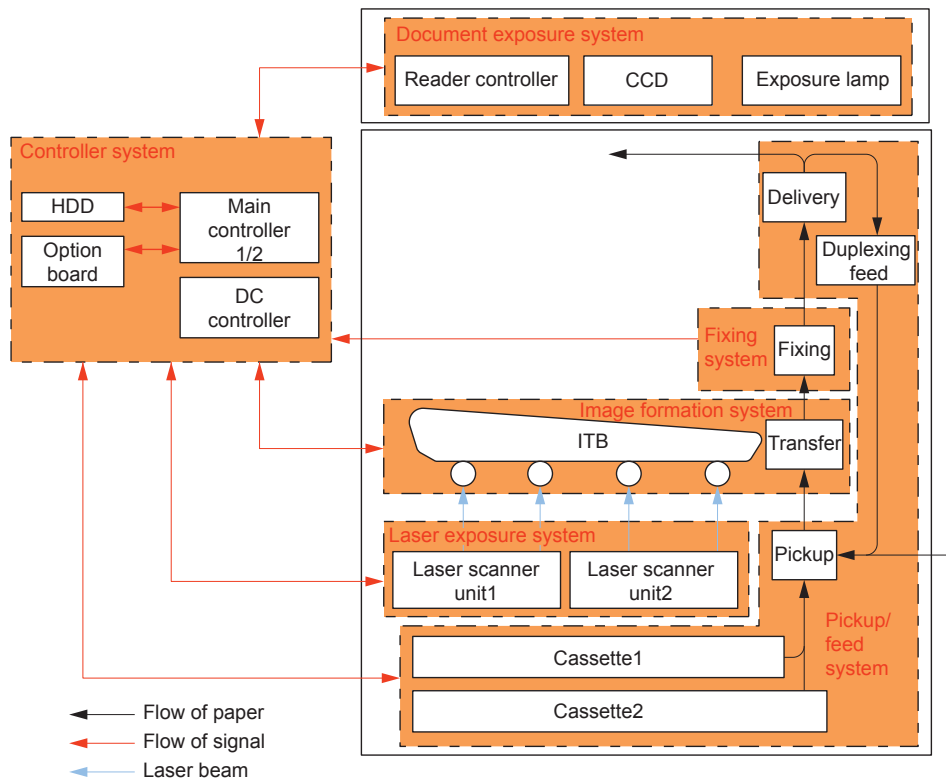 Document exposure system
Reader controller
CCD
Exposure lamp
Controller system
HDD
Main
controller
1/2
Option
board
DC
controller
Delivery
Duplexing
feed
Fixing
system
Fixing
Image formation system
ITB
Transfer
Laser exposure system
Laser scanner
unit1
Laser scanner
unit2
Pickup
Pickup/
feed
system
Cassette1
Cassette2
Flow of paper
Flow of signal
Laser beam